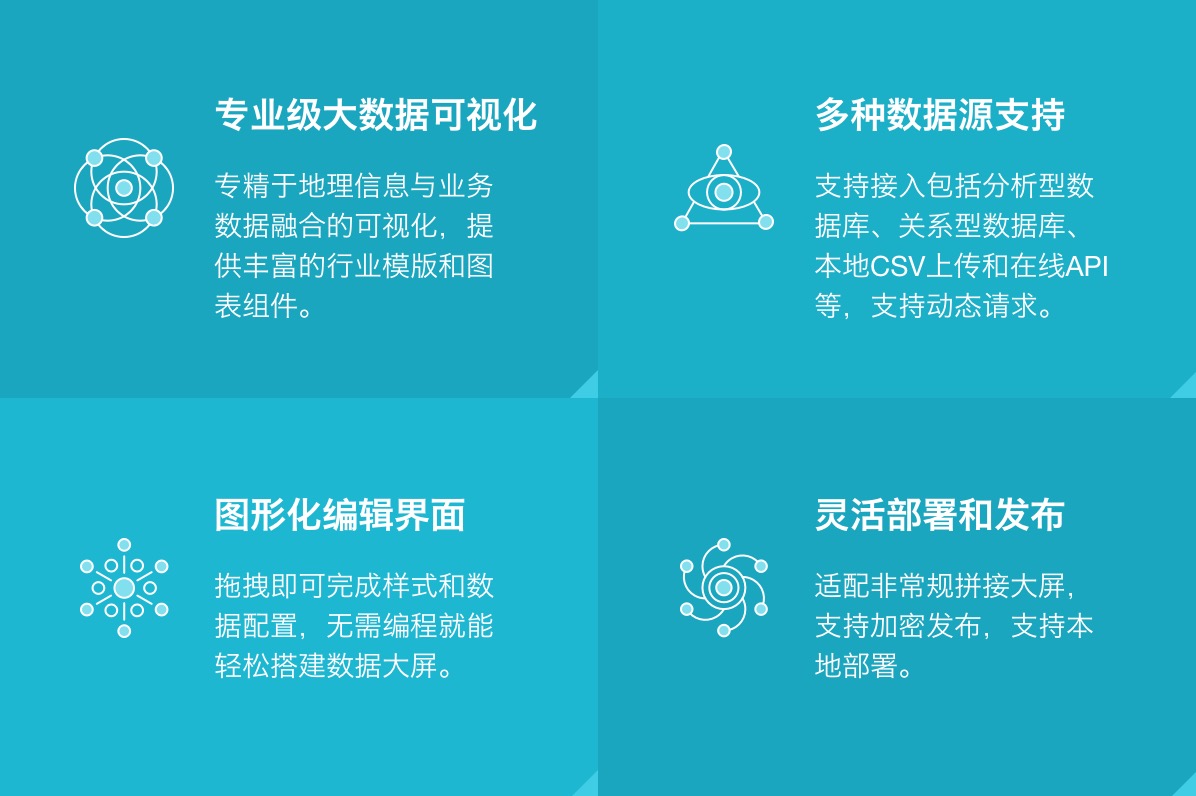 专业级大数据可视化
专精于地理信息与业务
数据融合的可视化，提
供丰富的行业模版和图
表组件。
多种数据源支持
支持接入包括分析型数
据库、关系型数据库、
本地CSV上传和在线API
等，支持动态请求。
图形化编辑界面
拖拽即可完成样式和数
据配置，无需编程就能
轻松搭建数据大屏。
灵活部署和发布
适配非常规拼接大屏，
支持加密发布，支持本
地部署。